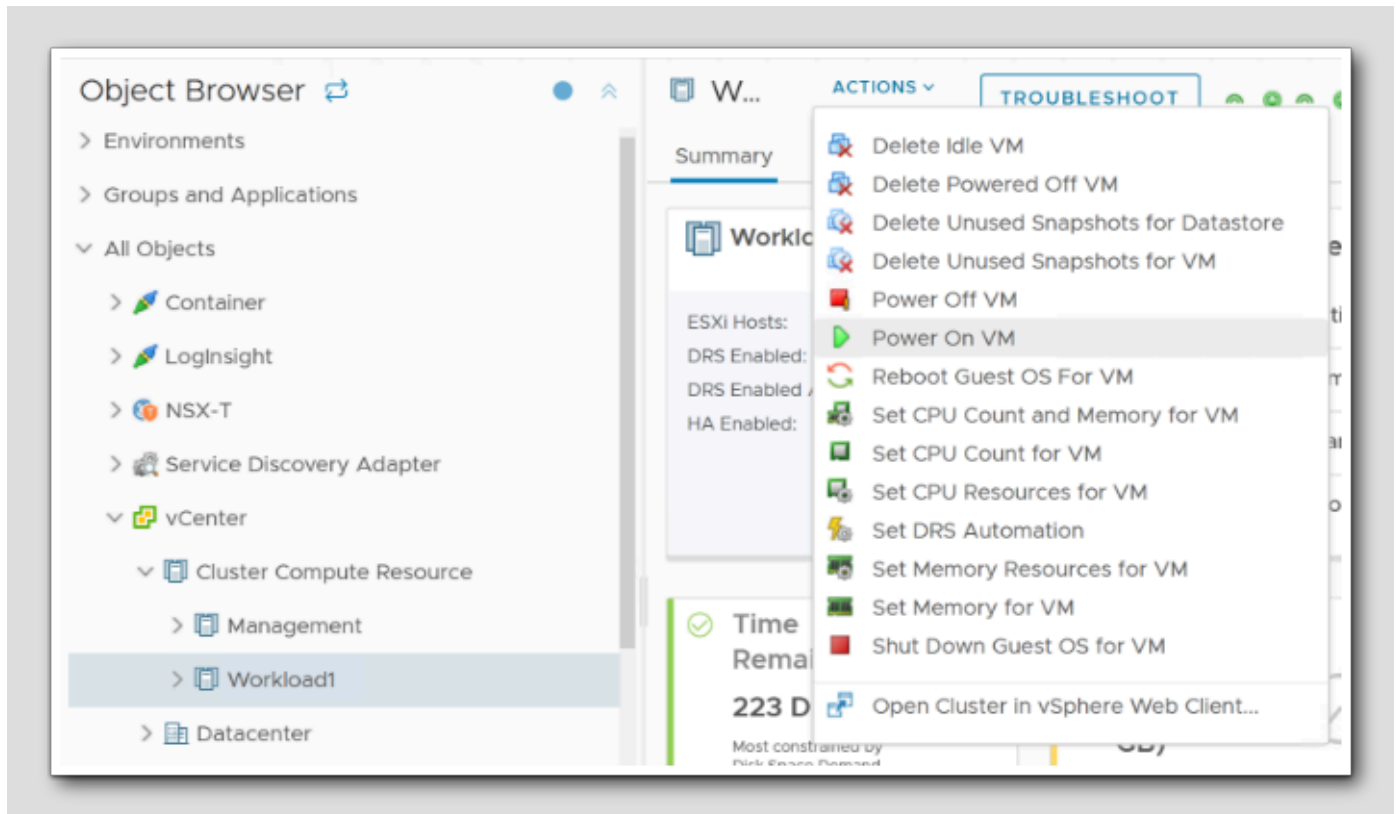 Object Browser
Environments
Groups and Applications
All Objects
Container
LogInsight
NSX-T
Service Discovery Adapter
vCenter
Cluster Compute Resource
Management
Workload1
Datacenter
W...
ACTIONS
TROUBLESHOOT
Summary
ESXi Hosts:
DRS Enabled:
DRS Enabled
HA Enabled:
Time
223 D
Most constrained by
Disk Space Demand
Delete Idle VM
Delete Powered Off VM
Delete Unused Snapshots for Datastore
Delete Unused Snapshots for VM
Power Off VM
Power On VM
Reboot Guest OS For VM
Set CPU Count and Memory for VM
Set CPU Count for VM
Set CPU Resources for VM
Set DRS Automation
Set Memory Resources for VM
Set Memory for VM
Shut Down Guest OS for VM
Open Cluster in vSphere Web Client...
GB)